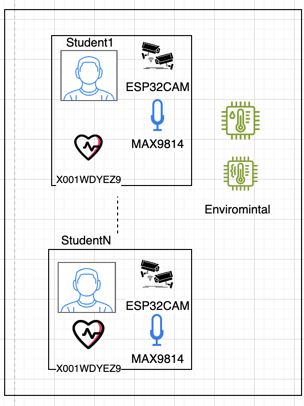 Student1
ESP32CAM
MAX9814
X001WDYEZ9
Enviromintal
StudentN
ESP32CAM
MAX9814
X001WDYEZ9